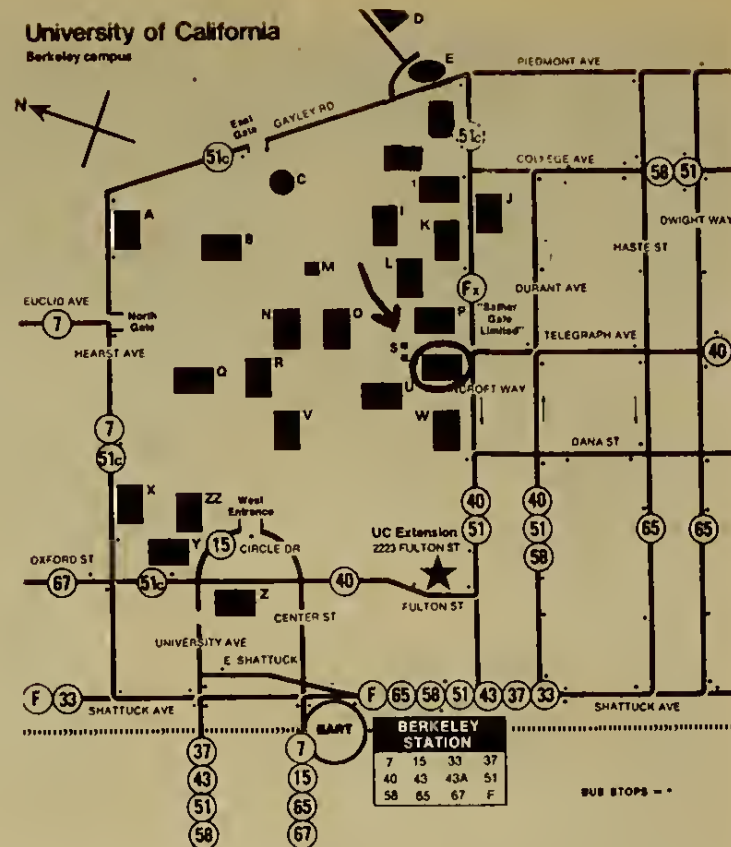 University of California
Berkeley campus
D
E
PIEDMONT AVE
N
GAYLEY RD
East
Gate
51c
51c
COLLEGE AVE
58 51
C
1
J
A
I
K
DWIGHT WAY
B
HASTE ST
M
L
EUCLID AVE
7
North
Gate
N
O
Fx
DURANT AVE
P
"Sather
Gate
Limited"
TELEGRAPH AVE
HEARST AVE
S
40
Q
R
U
NCROFT WAY
7
V
W
DANA ST
51c
X
ZZ
West
Entrance
40
40
UC Extension
2223 FULTON ST
51
51
65
65
15
CIRCLE DR
58
Y
OXFORD ST
67
51c
40
Z
CENTER ST
FULTON ST
UNIVERSITY AVE
E SHATTUCK
F 33
F 65 58 51 43 37 33
SHATTUCK AVE
SHATTUCK AVE
BART
BERKELEY
STATION
7 15 33 37
40 43 43A 51
58 65 67 F
37
43
51
58
7
15
65
67
BUS STOPS = •